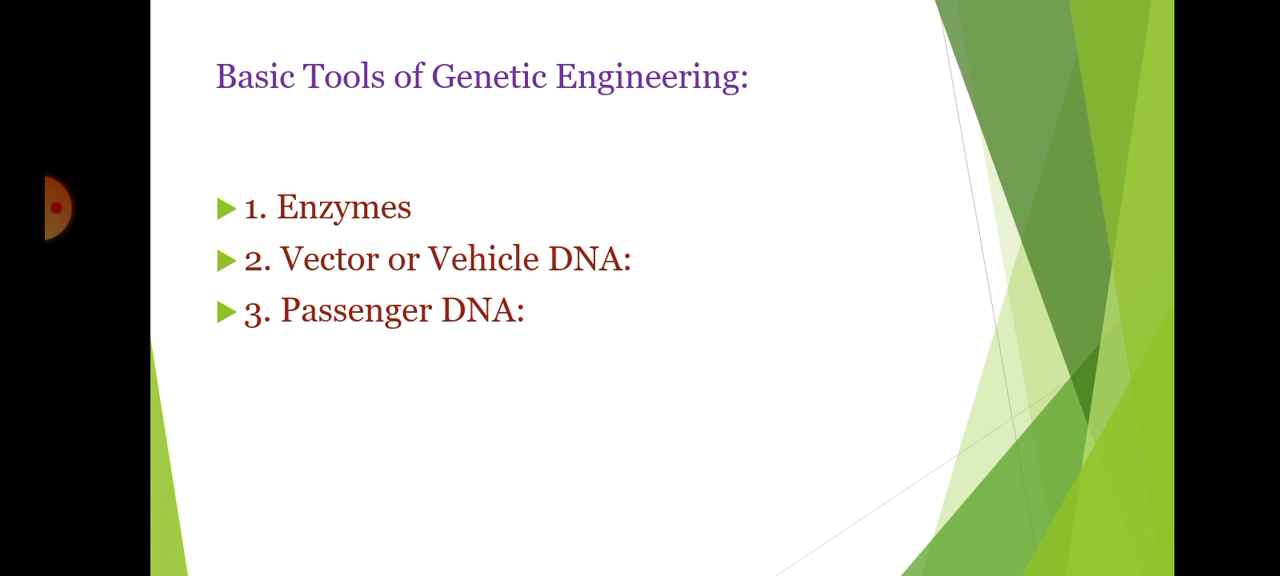 Basic Tools of Genetic Engineering:
1. Enzymes
2. Vector or Vehicle DNA:
3. Passenger DNA: